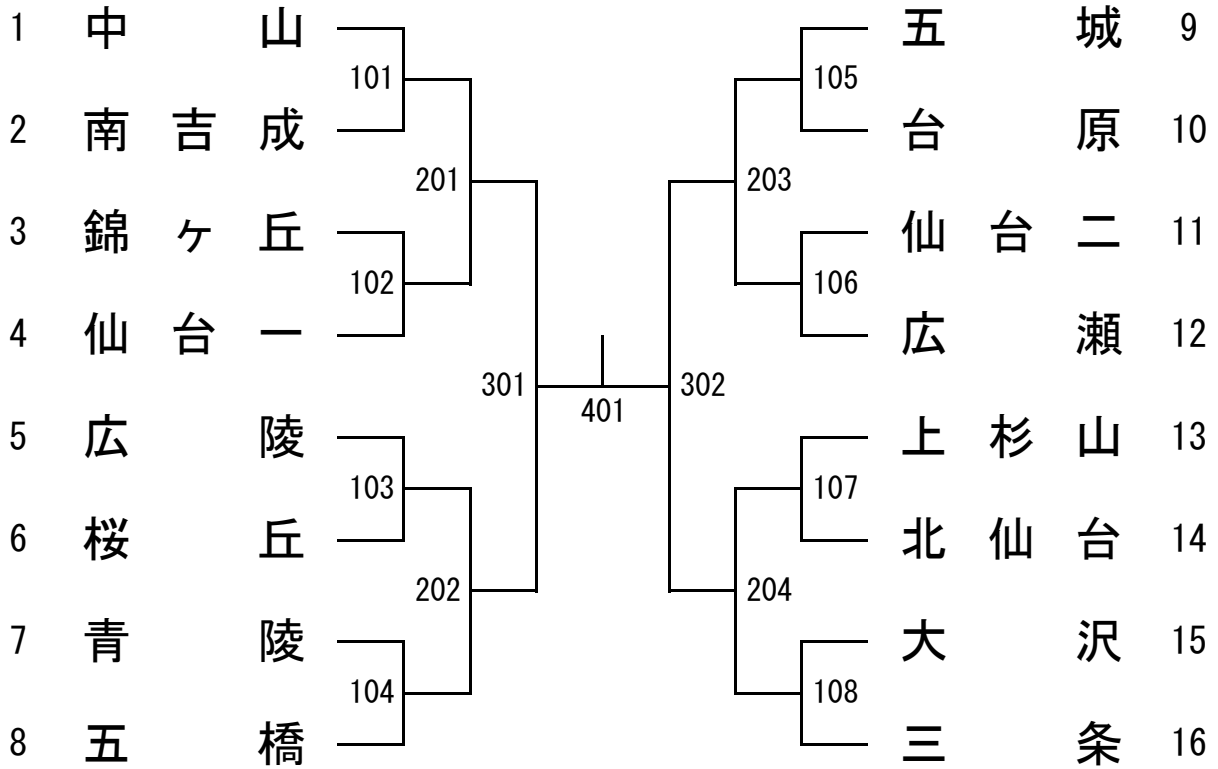 1 中山
2 南吉成
3 錦ヶ丘
4 仙台一
5 広陵
6 桜丘
7 青陵
8 五橋
101
102
103
104
201
202
301
401
302
203
204
105
106
107
108
五城 9
台原 10
仙台二 11
広瀬 12
上杉山 13
北仙台 14
大沢 15
三条 16